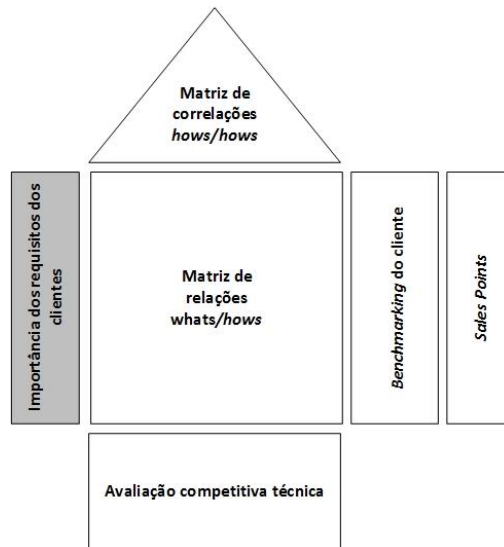 Matriz de
correlações
hows/hows
Importância dos requisitos dos
clientes
Matriz de
relações
whats/hows
Benchmarking do cliente
Sales Points
Avaliação competitiva técnica